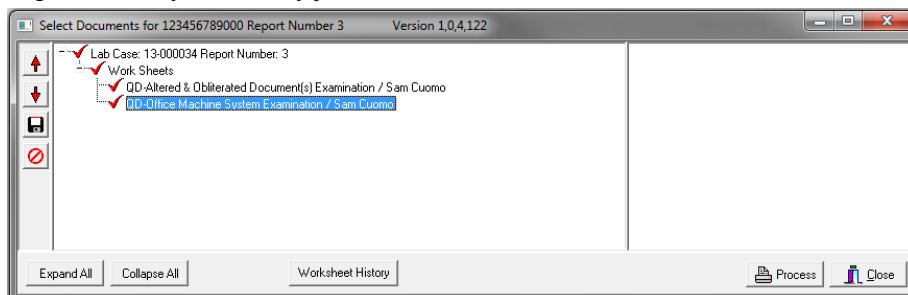 Select Documents for 123456789000 Report Number 3 Version 1,0,4,122
Lab Case: 13-000034 Report Number: 3
Work Sheets
QD-Altered & Obliterated Document(s) Examination / Sam Cuomo
QD-Office Machine System Examination / Sam Cuomo
Expand All Collapse All Worksheet History Process Close